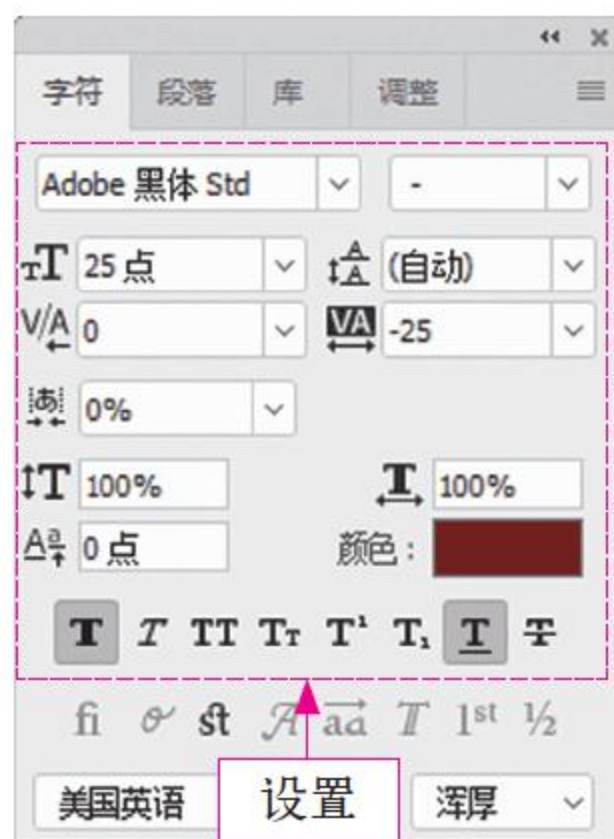 字符 段落 库 调整
Adobe 黑体 Std -
25 点 (自动)
V/A 0 VA -25
0%
100% 100%
0 点 颜色：
T T TT Tт T¹ T₁ T T
fi st A aa T 1st ½
美国英语 设置 浑厚